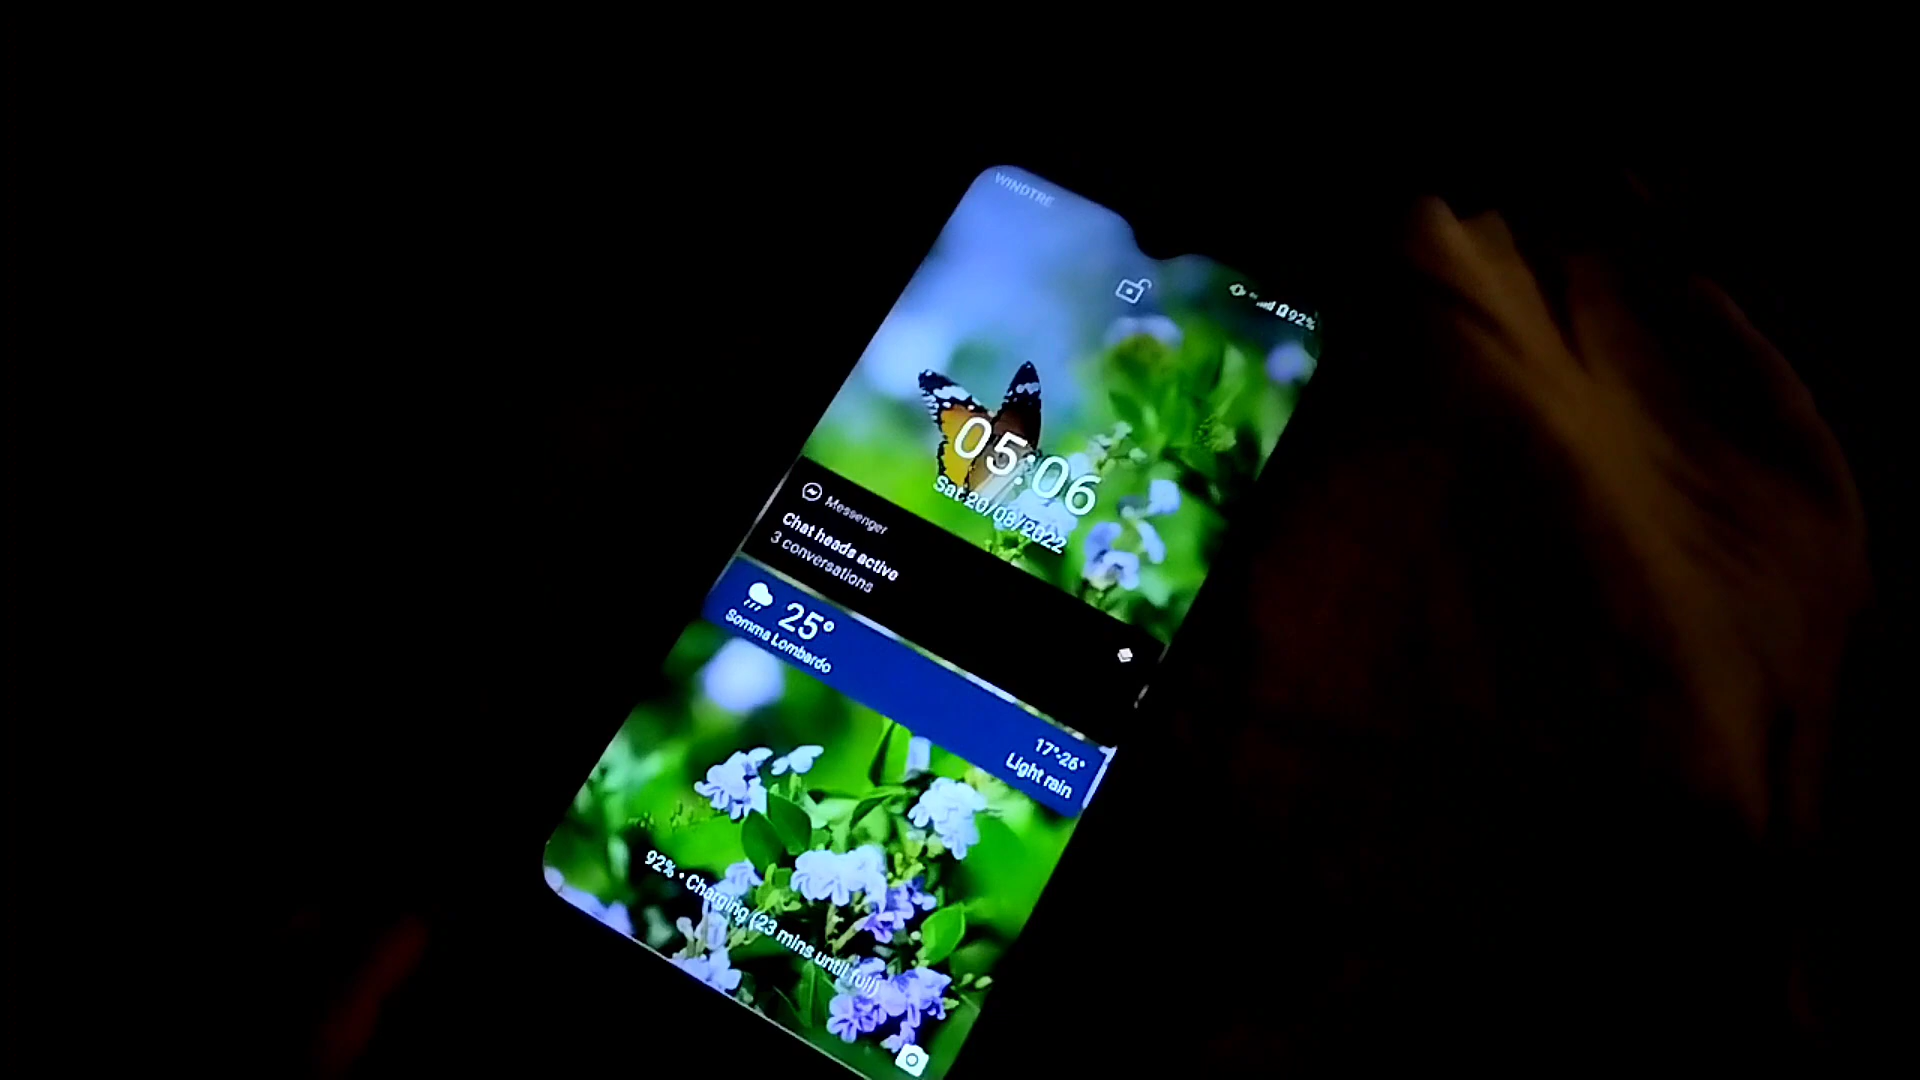 WINDTRE
92%
05:06
Sat 20/08/2022
Messenger
Chat heads active
3 conversations
25°
Somma Lombardo
17°-26°
Light rain
92% • Charging (23 mins until full)